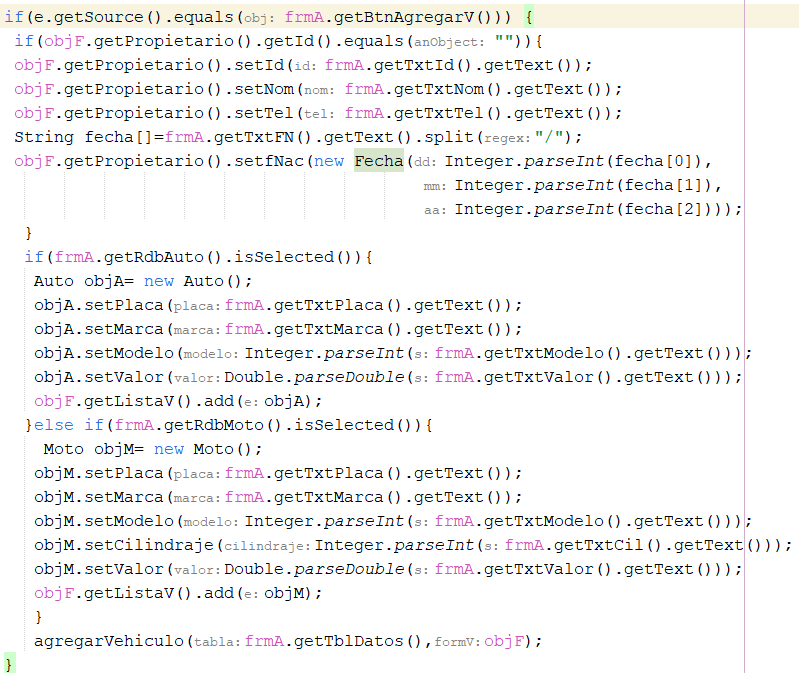 if(e.getSource().equals(obj: frmA.getBtnAgregarV())) {
if(objF.getPropietario().getId().equals(anObject: "")){
objF.getPropietario().setId(id: frmA.getTxtId().getText());
objF.getPropietario().setNom(nom: frmA.getTxtNom().getText());
objF.getPropietario().setTel(tel: frmA.getTxtTel().getText());
String fecha[]=frmA.getTxtFN().getText().split(regex: "/");
objF.getPropietario().setfNac(new Fecha(dd: Integer.parseInt(fecha[0]),
mm: Integer.parseInt(fecha[1]),
aa: Integer.parseInt(fecha[2])));
}
if(frmA.getRdbAuto().isSelected()){
Auto objA= new Auto();
objA.setPlaca(placa: frmA.getTxtPlaca().getText());
objA.setMarca(marca: frmA.getTxtMarca().getText());
objA.setModelo(modelo: Integer.parseInt(s: frmA.getTxtModelo().getText()));
objA.setValor(valor: Double.parseDouble(s: frmA.getTxtValor().getText()));
objF.getListaV().add(e: objA);
}else if(frmA.getRdbMoto().isSelected()){
Moto objM= new Moto();
objM.setPlaca(placa: frmA.getTxtPlaca().getText());
objM.setMarca(marca: frmA.getTxtMarca().getText());
objM.setModelo(modelo: Integer.parseInt(s: frmA.getTxtModelo().getText()));
objM.setCilindraje(cilindraje: Integer.parseInt(s: frmA.getTxtCil().getText()));
objM.setValor(valor: Double.parseDouble(s: frmA.getTxtValor().getText()));
objF.getListaV().add(e: objM);
}
agregarVehiculo(tabla: frmA.getTblDatos(),formV: objF);
}